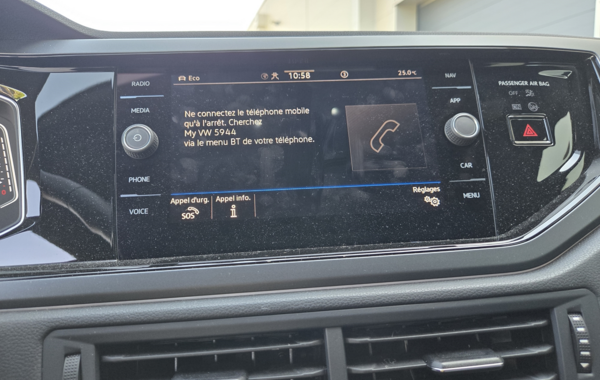 RADIO
MEDIA
PHONE
VOICE
Eco
10:58
25.0°C
Ne connectez le téléphone mobile
qu'à l'arrêt. Cherchez
My VW 5944
via le menu BT de votre téléphone.
Réglages
Appel d'urg.
Appel info.
SOS
NAV
APP
CAR
MENU
PASSENGER AIR BAG
OFF